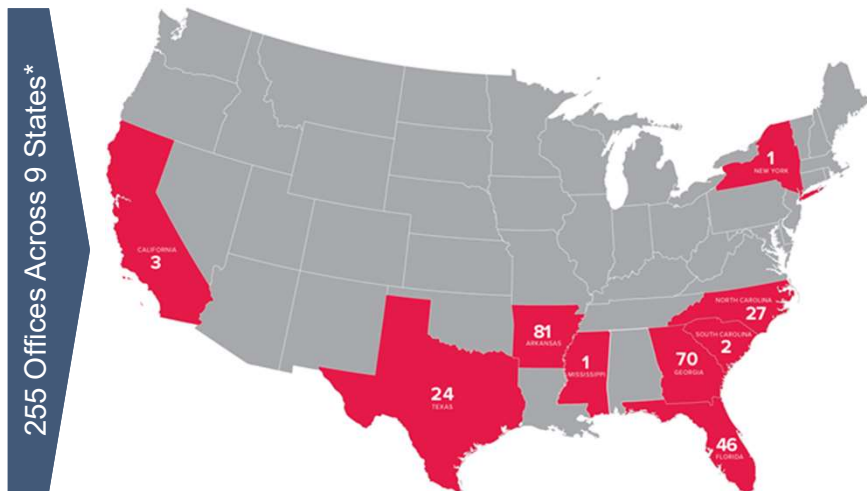 255 Offices Across 9 States*
1
NEW YORK
CALIFORNIA
3
NORTH CAROLINA
27
81
ARKANSAS
SOUTH CAROLINA
2
1
MISSISSIPPI
70
GEORGIA
24
TEXAS
46
FLORIDA